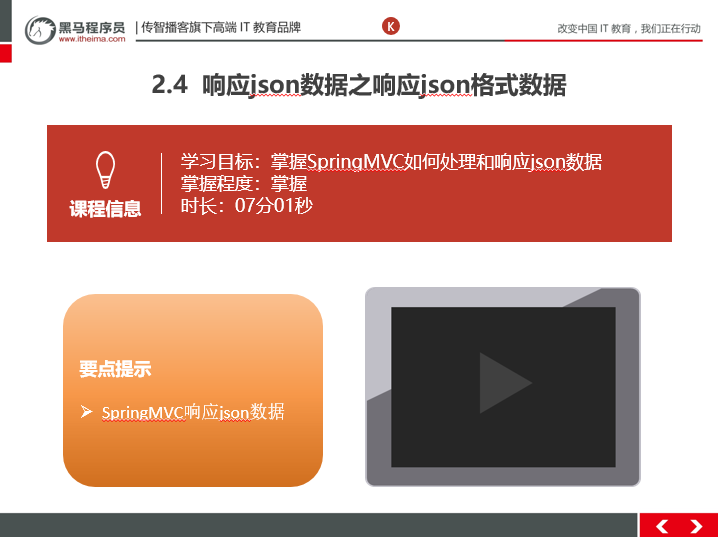 黑马程序员
www.itheima.com
传智播客旗下高端 IT 教育品牌
K
改变中国 IT 教育，我们正在行动
2.4 响应json数据之响应json格式数据
课程信息
学习目标：掌握SpringMVC如何处理和响应json数据
掌握程度：掌握
时长：07分01秒
要点提示
➢ SpringMVC响应json数据